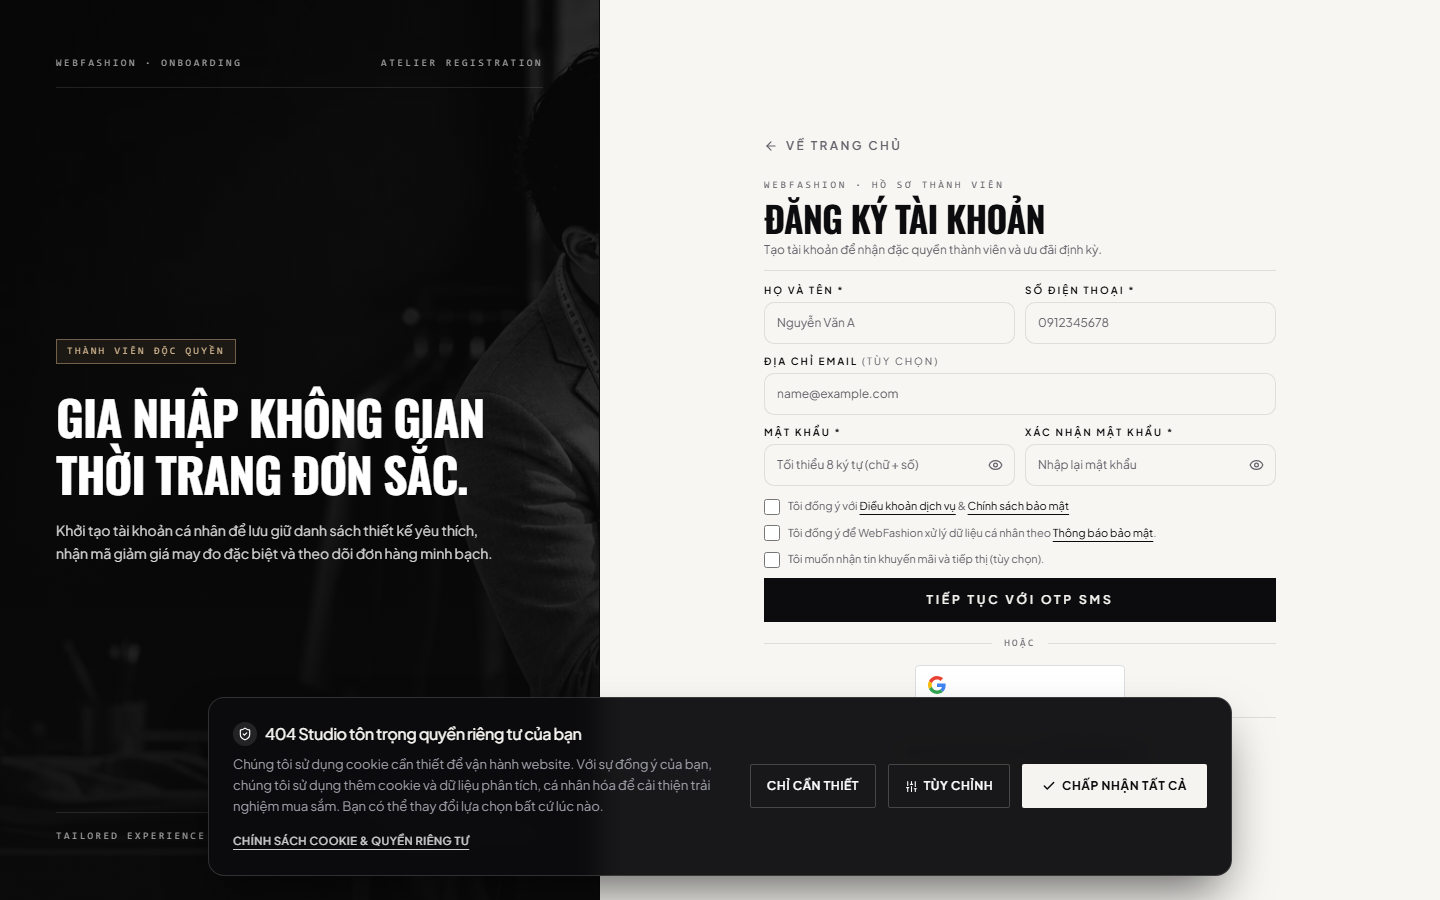 WEBFASHION · ONBOARDING
ATELIER REGISTRATION
THÀNH VIÊN ĐỘC QUYỀN
GIA NHẬP KHÔNG GIAN
THỜI TRANG ĐƠN SẮC.
Khởi tạo tài khoản cá nhân để lưu giữ danh sách thiết kế yêu thích,
nhận mã giảm giá may đo đặc biệt và theo dõi đơn hàng minh bạch.
TAILORED EXPERIENCE
VỀ TRANG CHỦ
WEBFASHION · HỒ SƠ THÀNH VIÊN
ĐĂNG KÝ TÀI KHOẢN
Tạo tài khoản để nhận đặc quyền thành viên và ưu đãi định kỳ.
HỌ VÀ TÊN *
SỐ ĐIỆN THOẠI *
Nguyễn Văn A
0912345678
ĐỊA CHỈ EMAIL (TÙY CHỌN)
name@example.com
MẬT KHẨU *
XÁC NHẬN MẬT KHẨU *
Tối thiểu 8 ký tự (chữ + số)
Nhập lại mật khẩu
Tôi đồng ý với Điều khoản dịch vụ & Chính sách bảo mật
Tôi đồng ý để WebFashion xử lý dữ liệu cá nhân theo Thông báo bảo mật.
Tôi muốn nhận tin khuyến mãi và tiếp thị (tùy chọn).
TIẾP TỤC VỚI OTP SMS
HOẶC
404 Studio tôn trọng quyền riêng tư của bạn
Chúng tôi sử dụng cookie cần thiết để vận hành website. Với sự đồng ý của bạn,
chúng tôi sử dụng thêm cookie và dữ liệu phân tích, cá nhân hóa để cải thiện trải
nghiệm mua sắm. Bạn có thể thay đổi lựa chọn bất cứ lúc nào.
CHÍNH SÁCH COOKIE & QUYỀN RIÊNG TƯ
CHỈ CẦN THIẾT
TÙY CHỈNH
CHẤP NHẬN TẤT CẢ